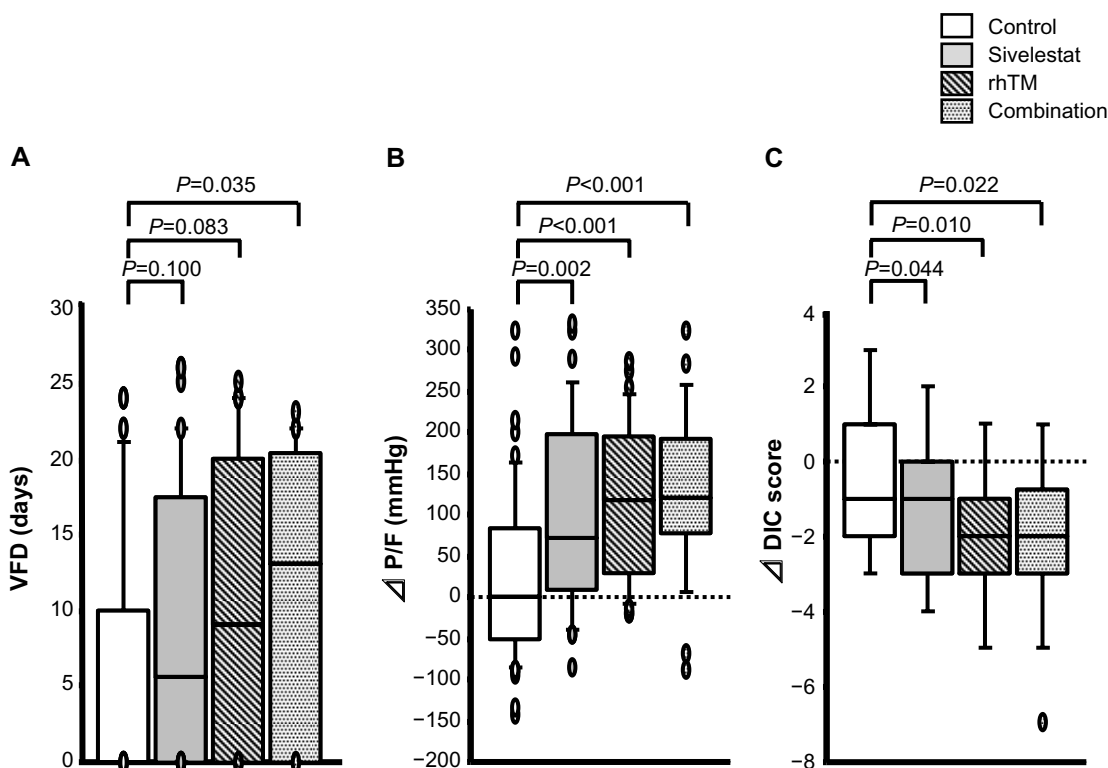 Control
Sivelestat
rhTM
Combination
A
P=0.035
P=0.083
P=0.100
30
25
20
15
10
5
0
VFD (days)
B
P<0.001
P<0.001
P=0.002
350
300
250
200
150
100
50
0
−50
−100
−150
−200
⊿ P/F (mmHg)
C
P=0.022
P=0.010
P=0.044
4
2
0
−2
−4
−6
−8
⊿ DIC score